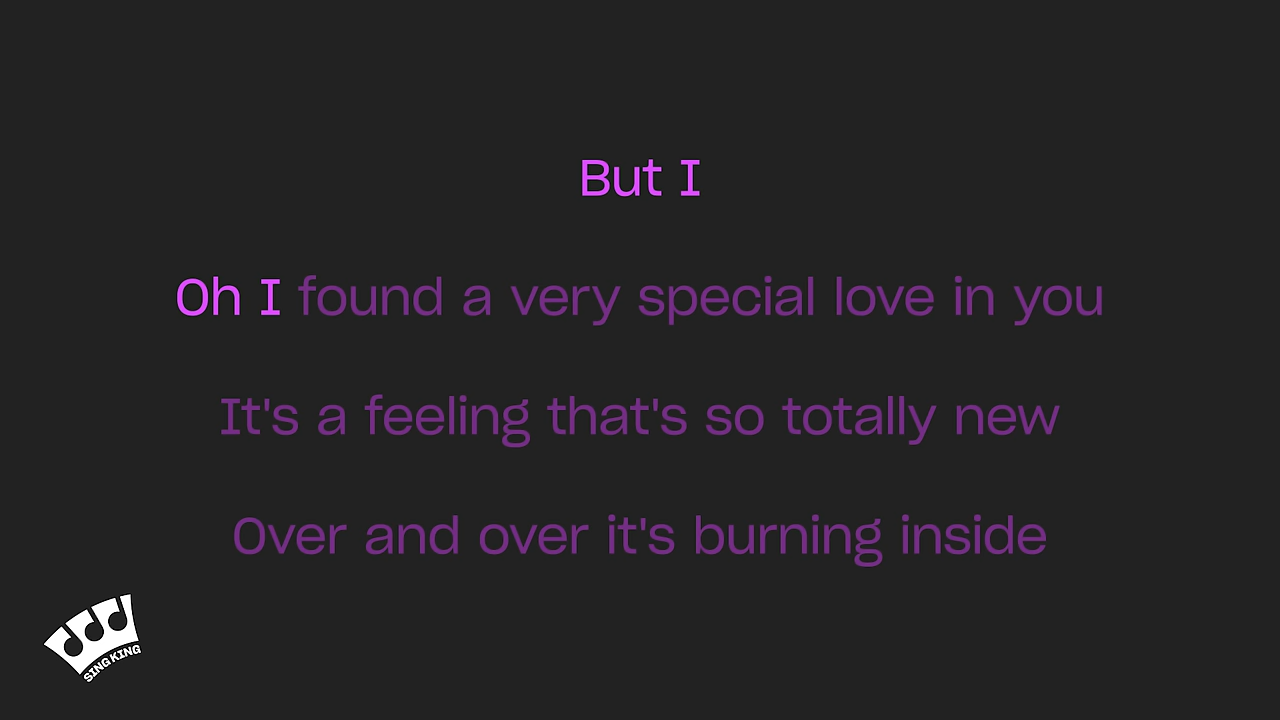 But I
Oh I found a very special love in you
It's a feeling that's so totally new
Over and over it's burning inside
SING KING